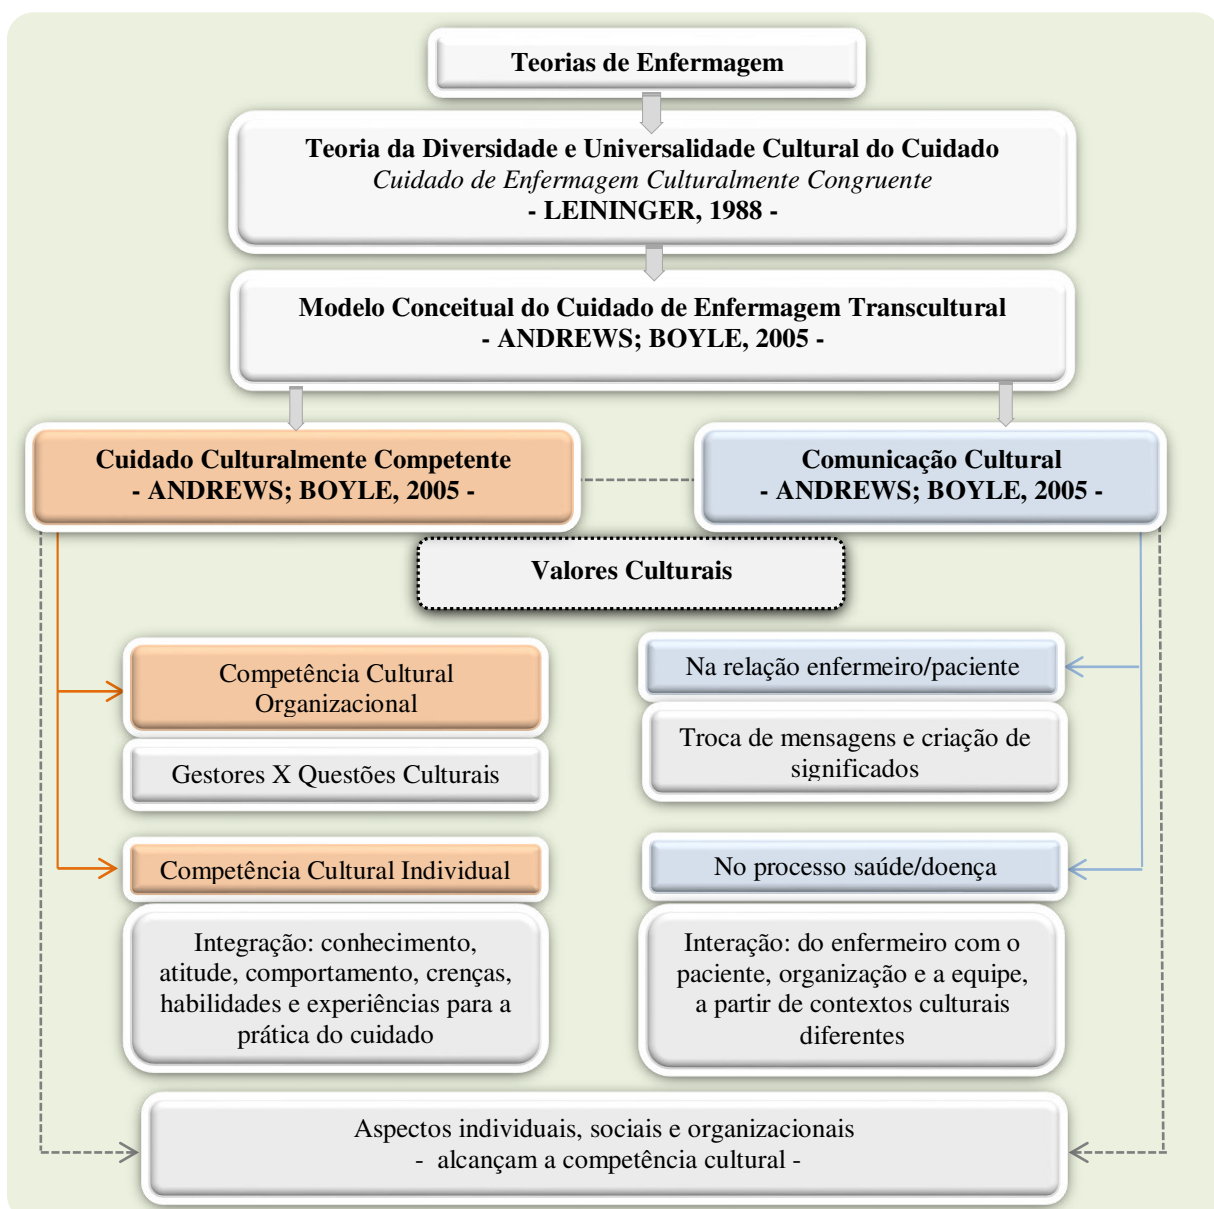 Teorias de Enfermagem
Teoria da Diversidade e Universidade Cultural do Cuidado
Cuidado de Enfermagem Culturalmente Congruente
- LEININGER, 1988 -
Modelo Conceitual do Cuidado de Enfermagem Transcultural
- ANDREWS; BOYLE, 2005 -
Cuidado Culturalmente Competente
- ANDREWS; BOYLE, 2005 -
Comunicação Cultural
- ANDREWS; BOYLE, 2005 -
Valores Culturais
Competência Cultural
Organizacional
Gestores X Questões Culturais
Competência Cultural Individual
Integração: conhecimento,
atitude, comportamento, crenças,
habilidades e experiências para a
prática do cuidado
Na relação enfermeiro/paciente
Troca de mensagens e criação de
significados
No processo saúde/doença
Interação: do enfermeiro com o
paciente, organização e a equipe,
a partir de contextos culturais
diferentes
Aspectos individuais, sociais e organizacionais
- alcançam a competência cultural -